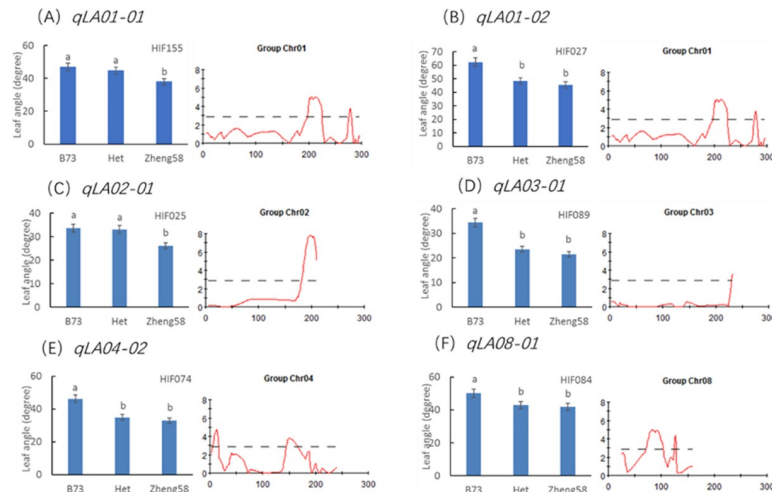 (A) qLA01-01
HIF155
Leaf angle (degree)
60
40
20
0
a
a
b
B73
Het
Zheng58
Group Chr01
8
6
4
2
0
0
100
200
300
(B) qLA01-02
HIF027
Leaf angle (degree)
70
60
50
40
30
20
10
0
a
b
b
B73
Het
Zheng58
Group Chr01
8
6
4
2
0
0
100
200
300
(C) qLA02-01
HIF025
Leaf angle (degree)
40
30
20
10
0
a
a
b
B73
Het
Zheng58
Group Chr02
8
6
4
2
0
0
100
200
300
(D) qLA03-01
HIF089
Leaf angle (degree)
40
30
20
10
0
a
b
b
B73
Het
Zheng58
Group Chr03
8
6
4
2
0
0
100
200
300
(E) qLA04-02
HIF074
Leaf angle (degree)
60
40
20
0
a
b
b
B73
Het
Zheng58
Group Chr04
8
6
4
2
0
0
100
200
300
(F) qLA08-01
HIF084
Leaf angle (degree)
60
40
20
0
a
b
b
B73
Het
Zheng58
Group Chr08
8
6
4
2
0
0
100
200
300